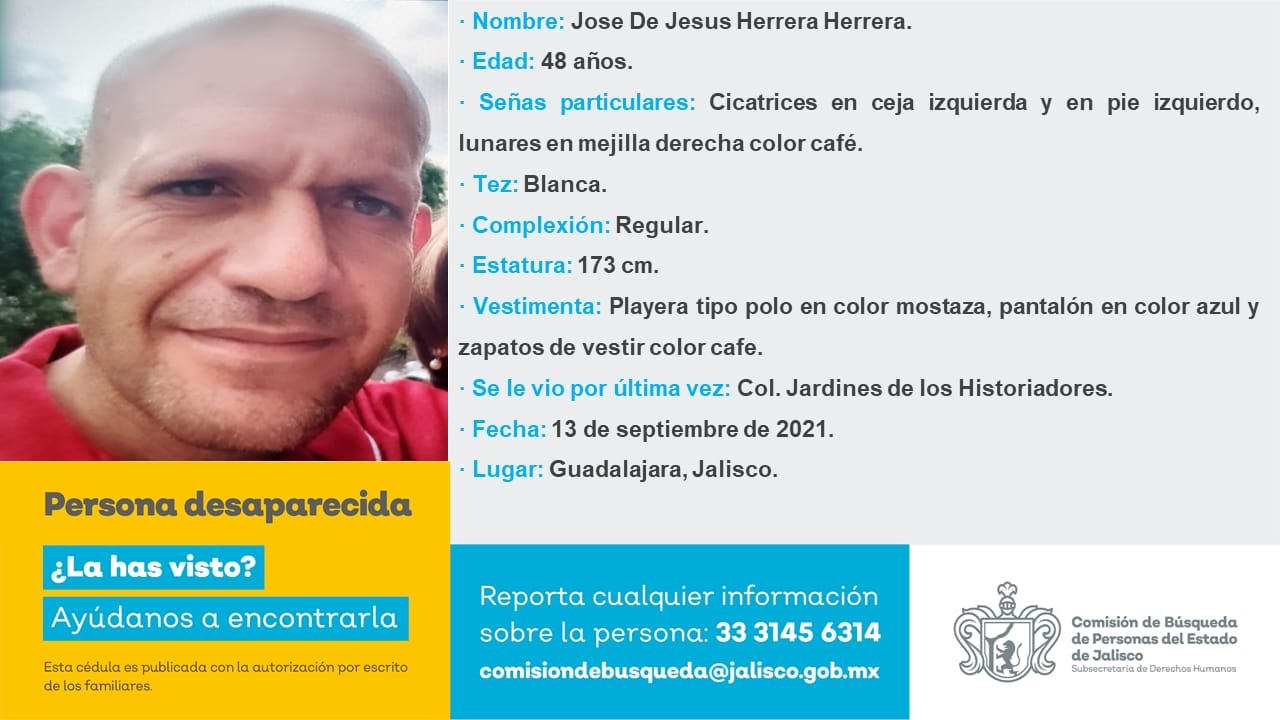 · Nombre: Jose De Jesus Herrera Herrera.
· Edad: 48 años.
· Señas particulares: Cicatrices en ceja izquierda y en pie izquierdo,
lunares en mejilla derecha color café.
· Tez: Blanca.
· Complexión: Regular.
· Estatura: 173 cm.
· Vestimenta: Playera tipo polo en color mostaza, pantalón en color azul y
zapatos de vestir color cafe.
· Se le vio por última vez: Col. Jardines de los Historiadores.
· Fecha: 13 de septiembre de 2021.
· Lugar: Guadalajara, Jalisco.
Persona desaparecida
¿La has visto?
Ayúdanos a encontrarla
Esta cédula es publicada con la autorización por escrito
de los familiares.
Reporta cualquier información
sobre la persona: 33 3145 6314
comisiondebusqueda@jalisco.gob.mx
Comisión de Búsqueda
de Personas del Estado
de Jalisco
Subsecretaría de Derechos Humanos